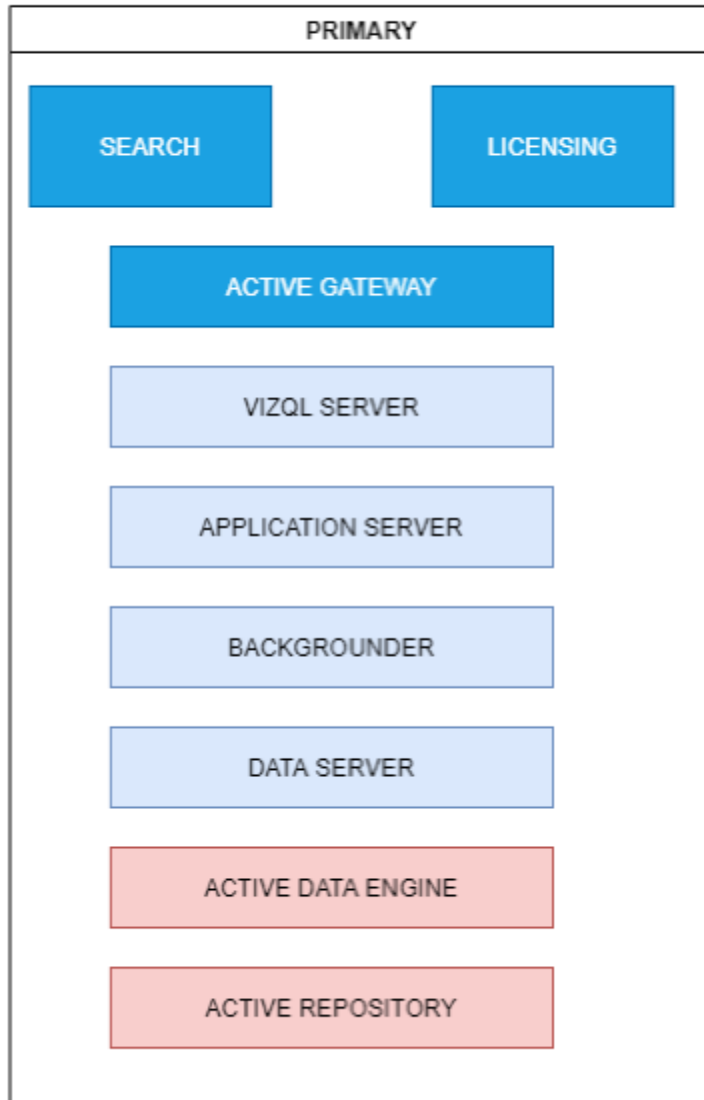 PRIMARY
SEARCH
LICENSING
ACTIVE GATEWAY
VIZQL SERVER
APPLICATION SERVER
BACKGROUNDER
DATA SERVER
ACTIVE DATA ENGINE
ACTIVE REPOSITORY